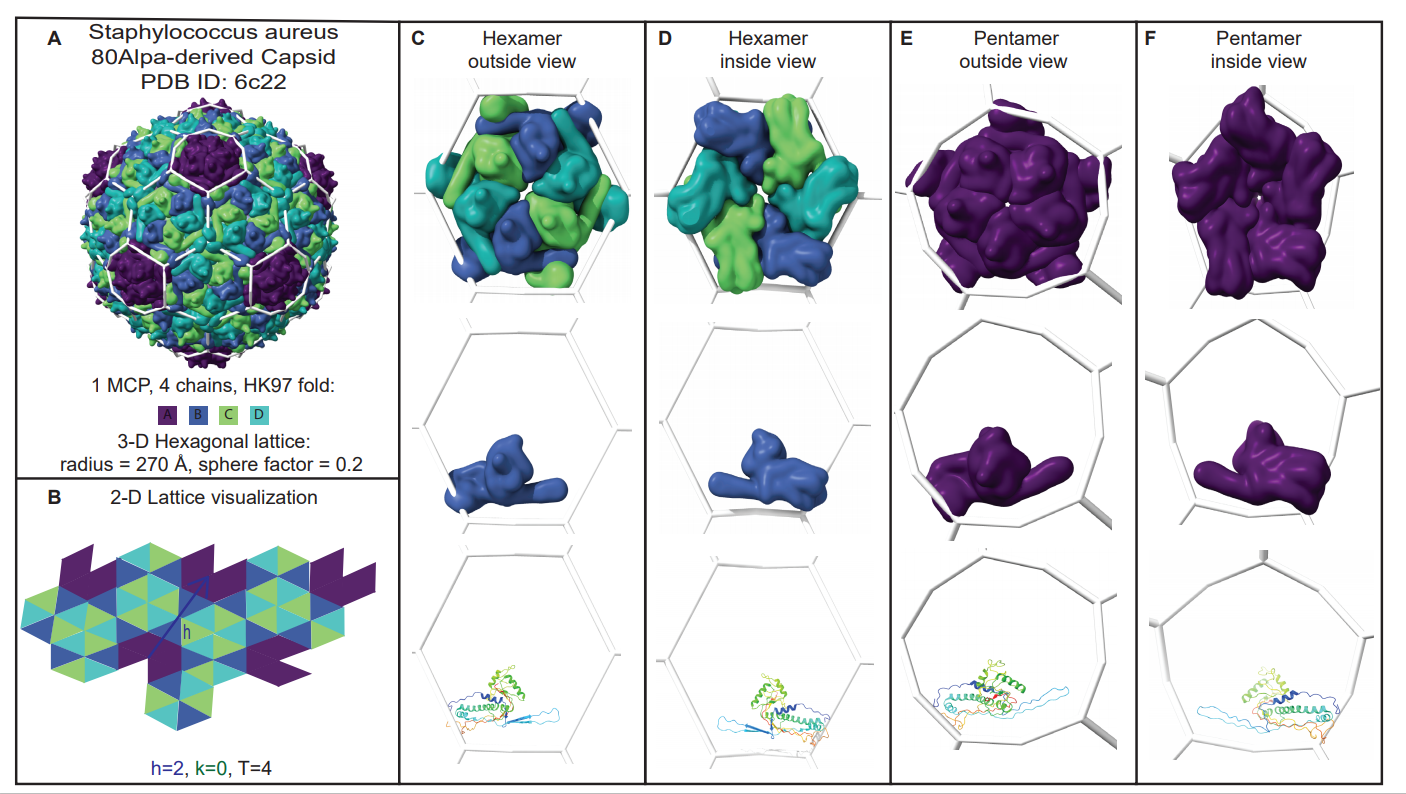 A
Staphylococcus aureus
80Alpa-derived Capsid
PDB ID: 6c22
1 MCP, 4 chains, HK97 fold:
A B C D
3-D Hexagonal lattice:
radius = 270 Å, sphere factor = 0.2
B
2-D Lattice visualization
h
h=2, k=0, T=4
C
Hexamer
outside view
D
Hexamer
inside view
E
Pentamer
outside view
F
Pentamer
inside view